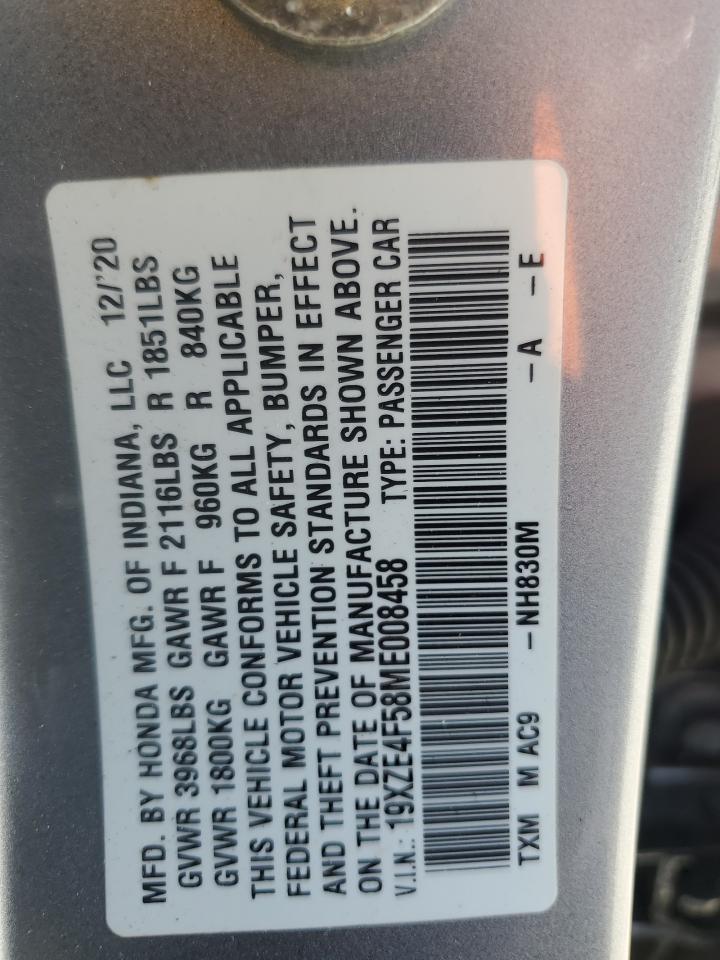 MFD. BY HONDA MFG. OF INDIANA, LLC 12/'20
GVWR 3968LBS GAWR F 2116LBS R 1851LBS
GVWR 1800KG GAWR F 960KG R 840KG
THIS VEHICLE CONFORMS TO ALL APPLICABLE
FEDERAL MOTOR VEHICLE SAFETY, BUMPER,
AND THEFT PREVENTION STANDARDS IN EFFECT
ON THE DATE OF MANUFACTURE SHOWN ABOVE.
V.I.N.: 19XZE4F58ME008458 TYPE: PASSENGER CAR
TXM M AC9 -NH830M -A -E